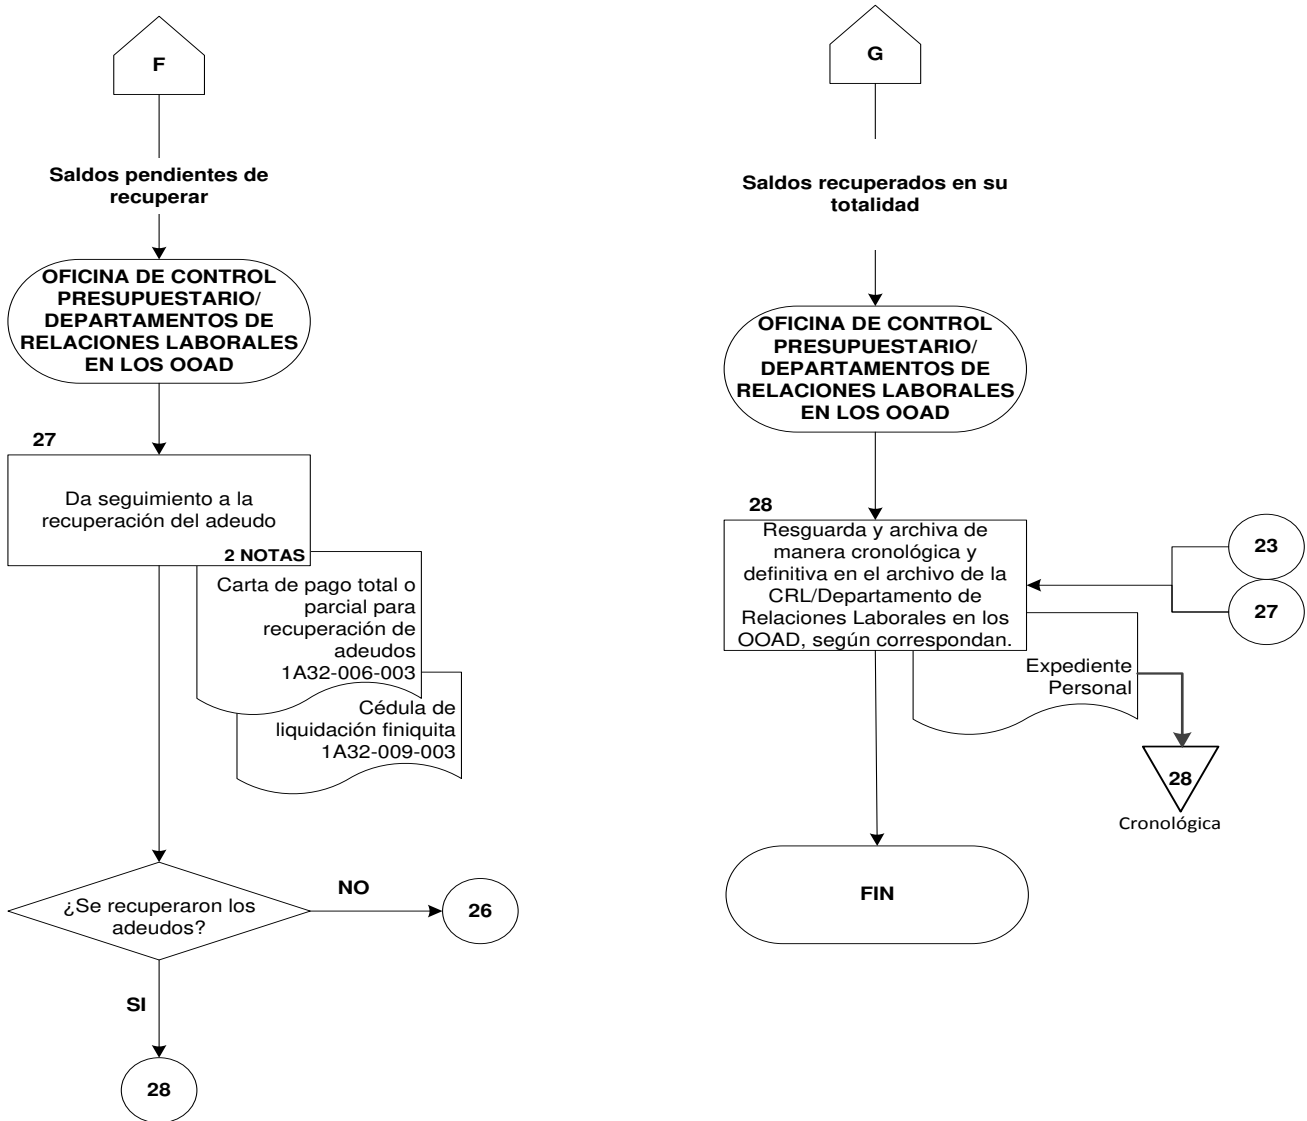 F
Saldos pendientes de
recuperar
OFICINA DE CONTROL
PRESUPUESTARIO/
DEPARTAMENTOS DE
RELACIONES LABORALES
EN LOS OOAD
27
Da seguimiento a la
recuperación del adeudo
2 NOTAS
Carta de pago total o
parcial para
recuperación de
adeudos
1A32-006-003
Cédula de
liquidación finiquita
1A32-009-003
¿Se recuperaron los
adeudos?
NO
26
SI
28
G
Saldos recuperados en su
totalidad
OFICINA DE CONTROL
PRESUPUESTARIO/
DEPARTAMENTOS DE
RELACIONES LABORALES
EN LOS OOAD
28
Resguarda y archiva de
manera cronológica y
definitiva en el archivo de la
CRL/Departamento de
Relaciones Laborales en los
OOAD, según correspondan.
23
27
Expediente
Personal
28
Cronológica
FIN